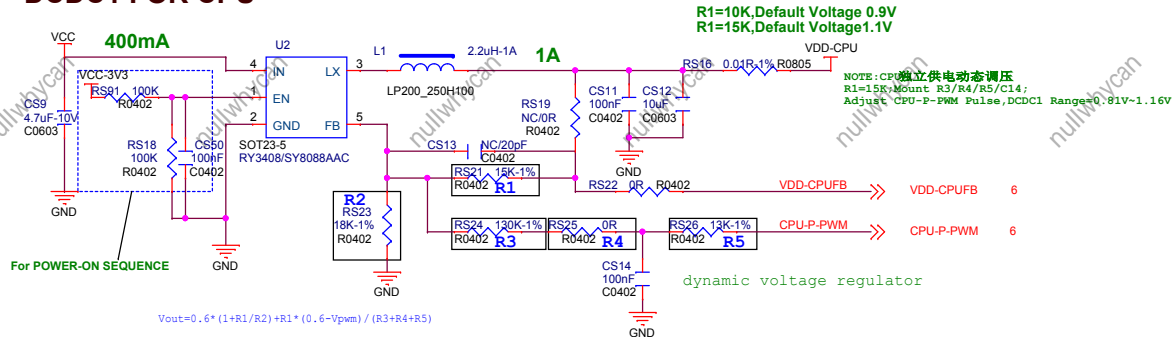 R1=10K,Default Voltage 0.9V
R1=15K,Default Voltage1.1V
VCC
400mA
U2
4
IN
LX
3
L1
2.2uH-1A
LP200_250H100
1A
RS16
0.01R-1%
R0805
VDD-CPU
VCC-3V3
RS91
100K
R0402
1
EN
2
GND
FB
5
SOT23-5
RY3408/SY8088AAC
CS9
4.7uF-10V
C0603
GND
RS18
100K
R0402
CS50
100nF
C0402
GND
For POWER-ON SEQUENCE
RS19
NC/0R
R0402
CS11
100nF
C0402
CS12
10uF
C0603
GND
NOTE:CPU独立供电动态调压
R1=15K;Mount R3/R4/R5/C14;
Adjust CPU-P-PWM Pulse,DCDC1 Range=0.81V~1.16V
CS13
NC/20pF
C0402
RS21
15K-1%
R0402
R1
RS22
0R
R0402
VDD-CPUFB
VDD-CPUFB
6
R2
RS23
18K-1%
R0402
GND
RS24
130K-1%
R0402
R3
RS25
0R
R0402
R4
RS26
13K-1%
R0402
R5
CPU-P-PWM
CPU-P-PWM
6
CS14
100nF
C0402
GND
dynamic voltage regulator
Vout=0.6*(1+R1/R2)+R1*(0.6-Vpwm)/(R3+R4+R5)
nullwhycan
nullwhycan
nullwhycan
nullwhycan
nullwhycan